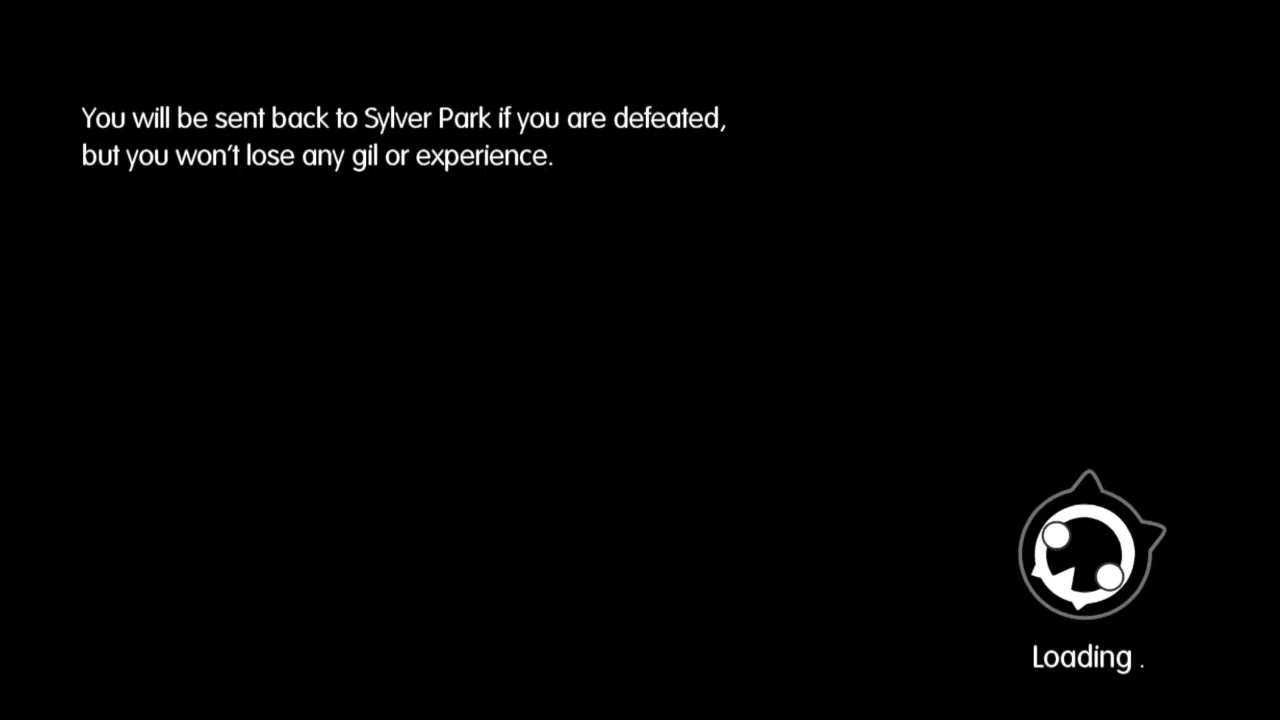 You will be sent back to Sylver Park if you are defeated,
but you won't lose any gil or experience.
Loading .